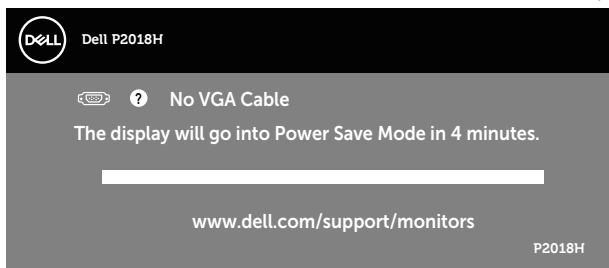 DELL
Dell P2018H
? No VGA Cable
The display will go into Power Save Mode in 4 minutes.
www.dell.com/support/monitors
P2018H